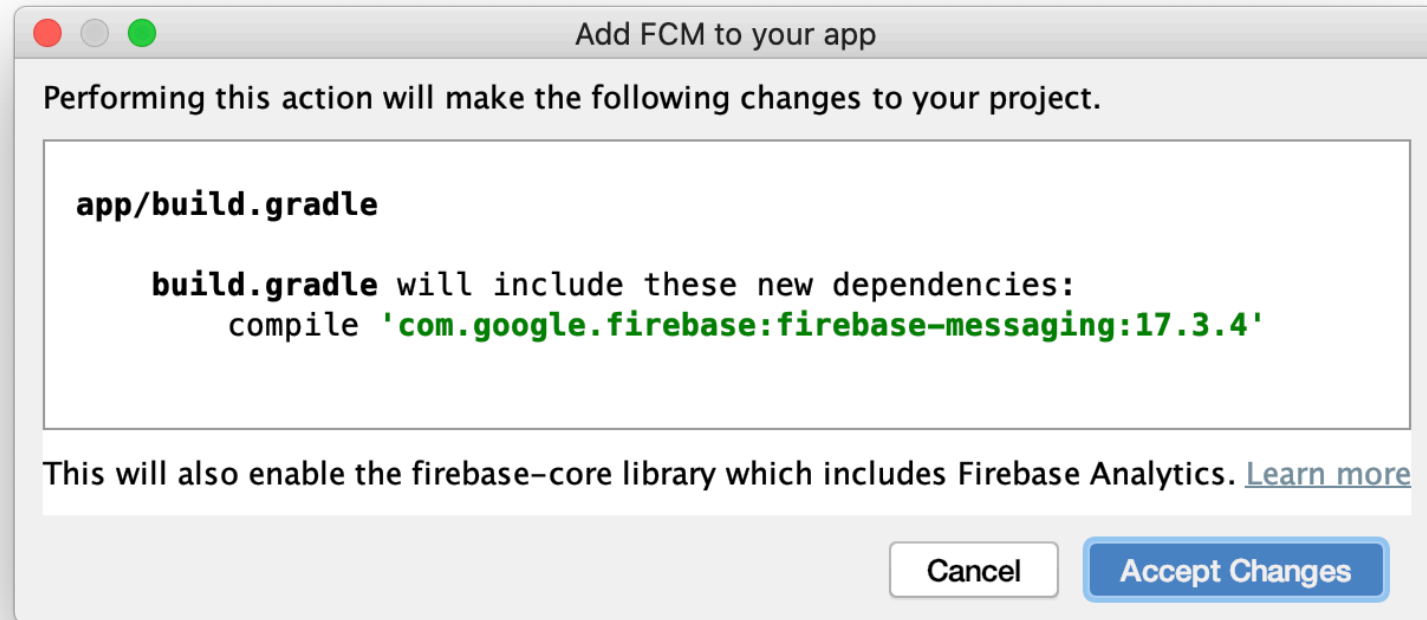 Add FCM to your app
Performing this action will make the following changes to your project.
app/build.gradle
build.gradle will include these new dependencies:
compile 'com.google.firebase:firebase-messaging:17.3.4'
This will also enable the firebase-core library which includes Firebase Analytics. Learn more
Cancel Accept Changes